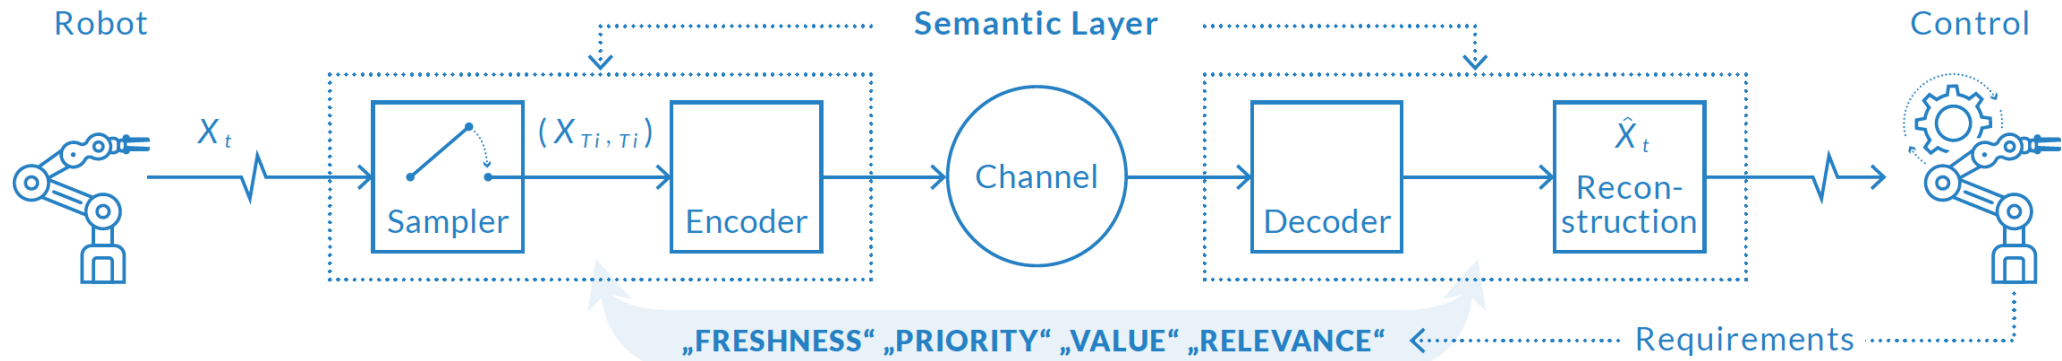 Robot
Semantic Layer
Control
X t
( X Ti , Ti )
X̂ t
Sampler
Encoder
Channel
Decoder
Recon-
struction
„FRESHNESS“ „PRIORITY“ „VALUE“ „RELEVANCE“
Requirements